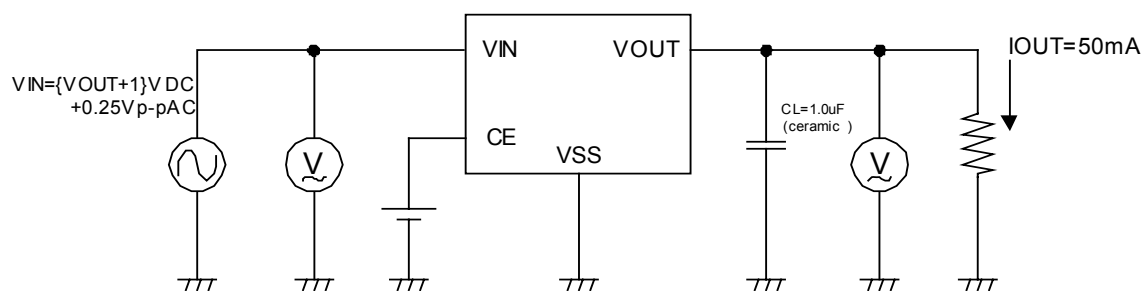 VIN={VOUT+1}VDC
+0.25Vp-pAC
V
VIN
VOUT
CE
VSS
CL=1.0uF
(ceramic )
V
IOUT=50mA